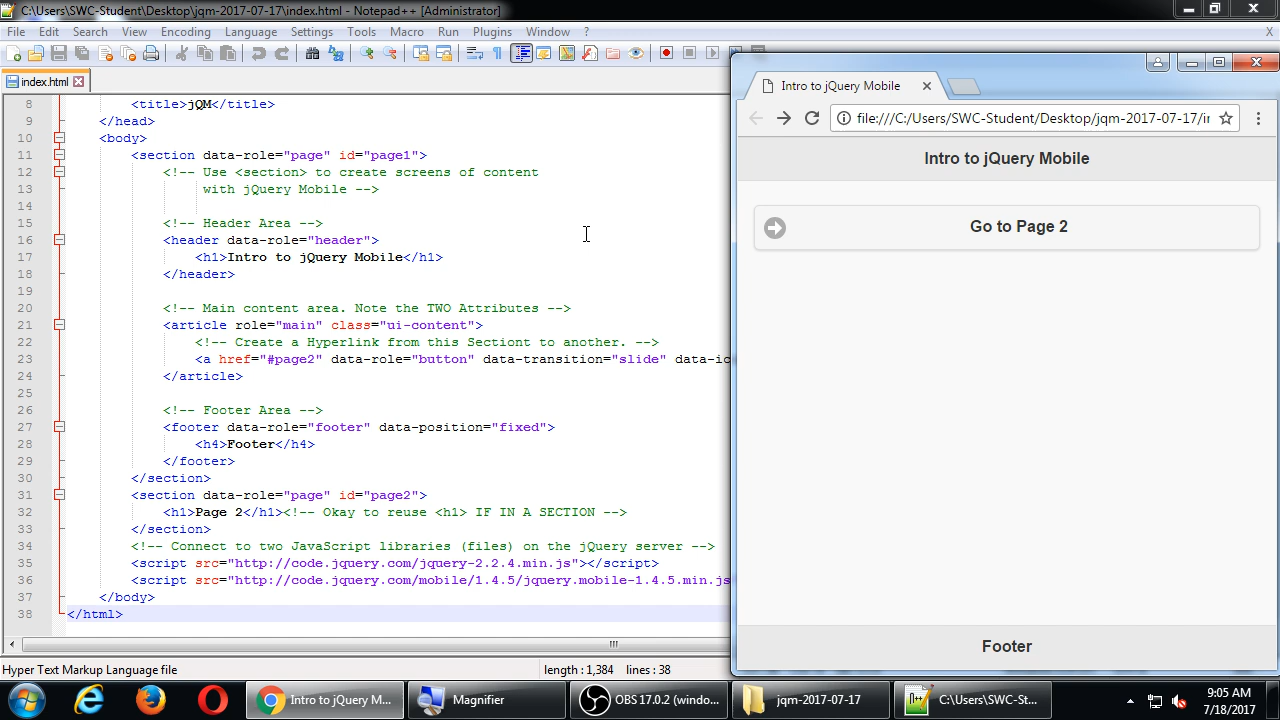 C:\Users\SWC-Student\Desktop\jqm-2017-07-17\index.html - Notepad++ [Administrator]
File Edit Search View Encoding Language Settings Tools Macro Run Plugins Window ? X
index.html
8 <title>jQM</title>
9 </head>
10 <body>
11 <section data-role="page" id="page1">
12 <!-- Use <section> to create screens of content
13 with jQuery Mobile -->
14
15 <!-- Header Area -->
16 <header data-role="header">
17 <h1>Intro to jQuery Mobile</h1>
18 </header>
19
20 <!-- Main content area. Note the TWO Attributes -->
21 <article role="main" class="ui-content">
22 <!-- Create a Hyperlink from this Sectiont to another. -->
23 <a href="#page2" data-role="button" data-transition="slide" data-ic
24 </article>
25
26 <!-- Footer Area -->
27 <footer data-role="footer" data-position="fixed">
28 <h4>Footer</h4>
29 </footer>
30 </section>
31 <section data-role="page" id="page2">
32 <h1>Page 2</h1><!-- Okay to reuse <h1> IF IN A SECTION -->
33 </section>
34 <!-- Connect to two JavaScript libraries (files) on the jQuery server -->
35 <script src="http://code.jquery.com/jquery-2.2.4.min.js"></script>
36 <script src="http://code.jquery.com/mobile/1.4.5/jquery.mobile-1.4.5.min.js
37 </body>
38 </html>
Hyper Text Markup Language file length : 1,384 lines : 38
Intro to jQuery Mobile
file:///C:/Users/SWC-Student/Desktop/jqm-2017-07-17/ir
Intro to jQuery Mobile
Go to Page 2
Footer
Intro to jQuery M...
Magnifier
OBS 17.0.2 (windo...
jqm-2017-07-17
C:\Users\SWC-St...
9:05 AM
7/18/2017